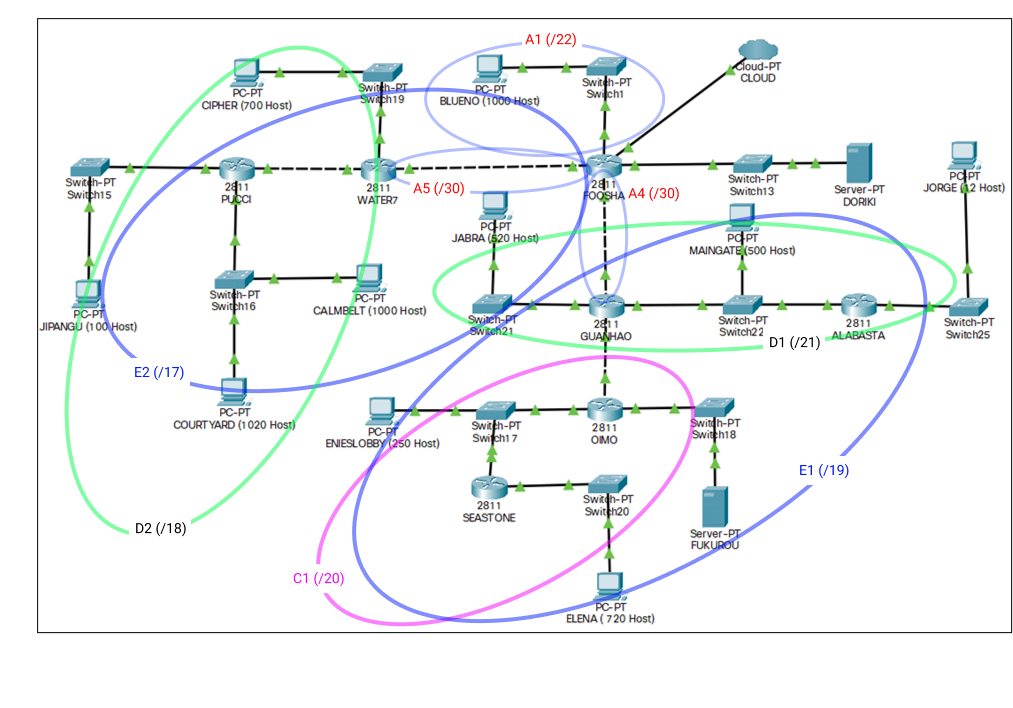 A1 (/22)
PC-PT
CIPHER (700 Host)
Switch-PT
Switch19
PC-PT
BLUENO (1000 Host)
Switch-PT
Switch1
Cloud-PT
CLOUD
Switch-PT
Switch15
2811
PUCCI
2811
WATER7
A5 (/30)
2811
FOOSHA
A4 (/30)
Switch-PT
Switch13
Server-PT
DORIKI
PC-PT
JORGE (12 Host)
PC-PT
JABRA (520 Host)
PC-PT
MAINGATE (500 Host)
Switch-PT
Switch16
PC-PT
CALMBELT (1000 Host)
PC-PT
JIPANGU (100 Host)
Switch-PT
Switch21
2811
GUANHAO
Switch-PT
Switch22
2811
ALABASTA
Switch-PT
Switch25
D1 (/21)
E2 (/17)
PC-PT
COURTYARD (1020 Host)
PC-PT
ENIESLOBBY (250 Host)
Switch-PT
Switch17
2811
OIMO
Switch-PT
Switch18
E1 (/19)
2811
SEASTONE
Switch-PT
Switch20
Server-PT
FUKUROU
D2 (/18)
C1 (/20)
PC-PT
ELENA ( 720 Host)